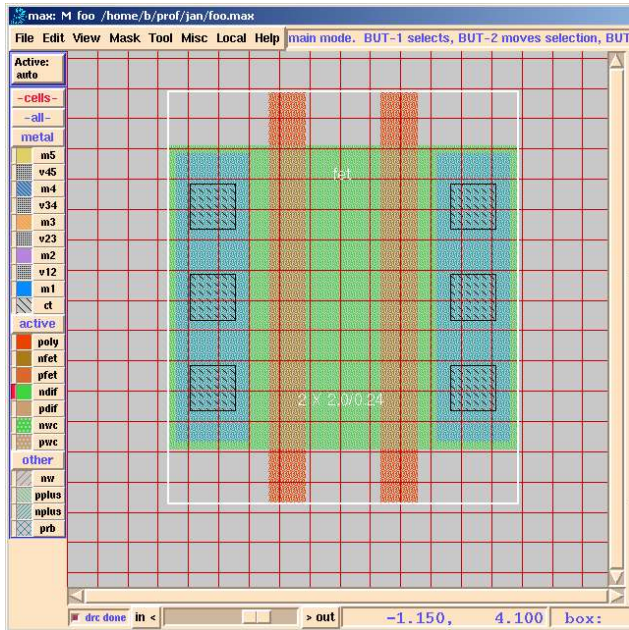 max: M foo /home/b/prof/jan/foo.max
File Edit View Mask Tool Misc Local Help
main mode. BUT-1 selects, BUT-2 moves selection, BUT
Active:
auto
-cells-
-all-
metal
m5
v45
m4
v34
m3
v23
m2
v12
m1
ct
active
poly
nfet
pfet
ndif
pdif
nwc
pwc
other
nw
pplus
nplus
prb
fet
2 X 2.0/0.24
drc done in < > out -1.150, 4.100 box: